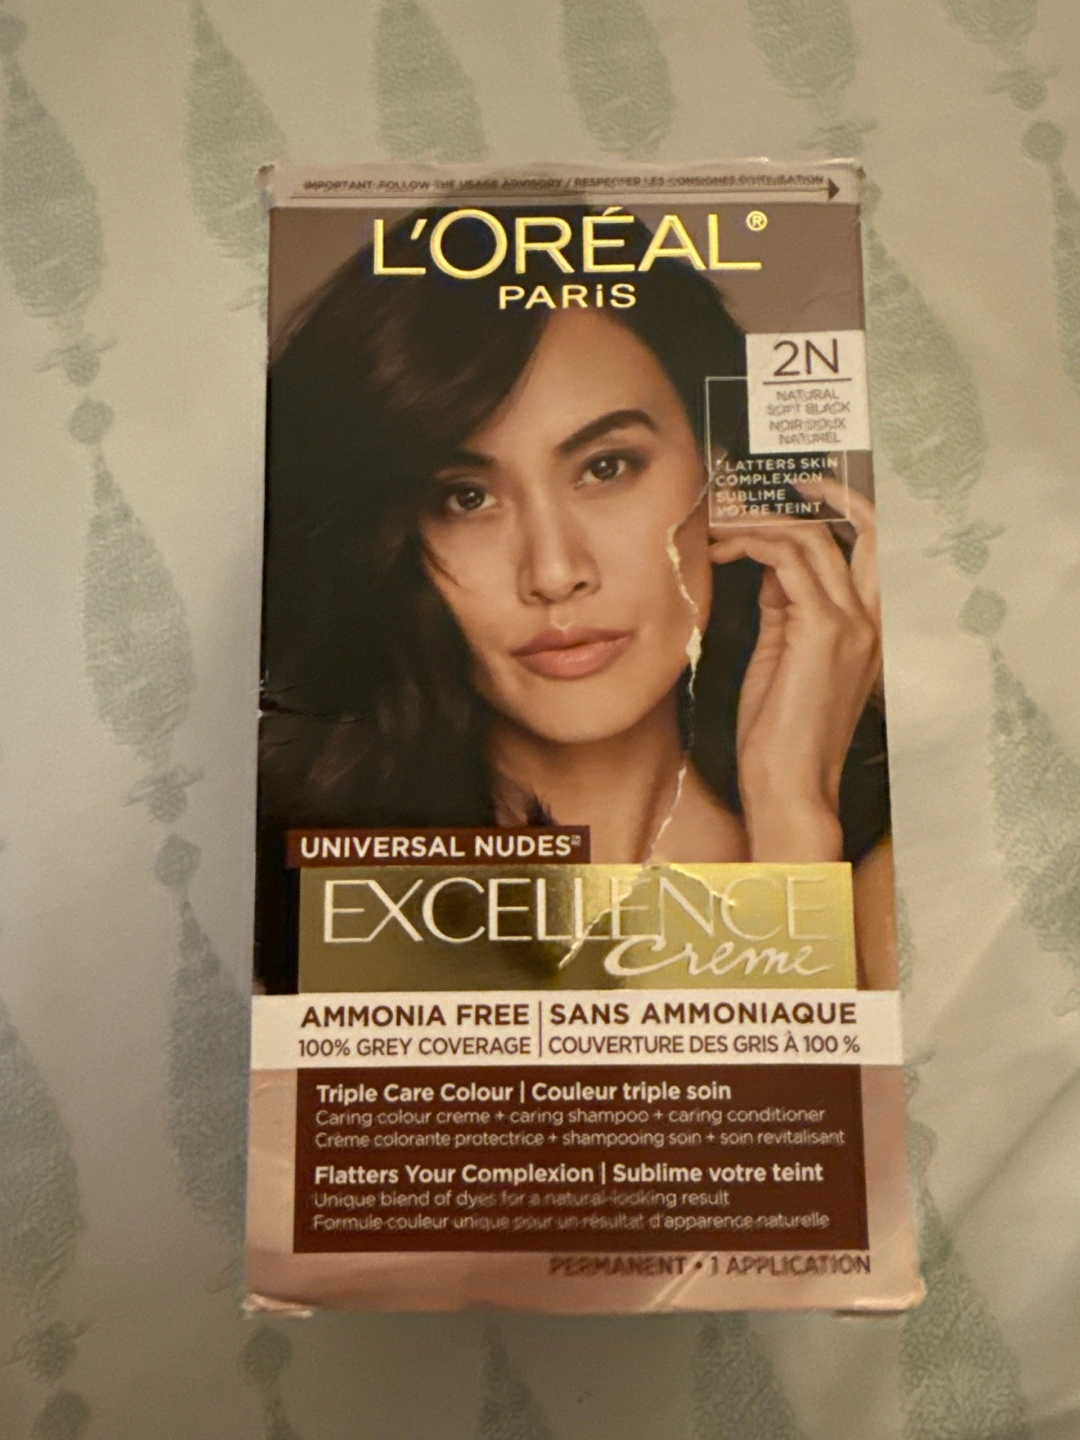 IMPORTANT: FOLLOW THE USAGE ADVISORY / RESPECTER LES CONSIGNES D'UTILISATION
L'ORÉAL®
PARiS
2N
NATURAL
SOFT BLACK
NOIR DOUX
NATUREL
FLATTERS SKIN
COMPLEXION
SUBLIME
VOTRE TEINT
UNIVERSAL NUDES
EXCELLENCE
Creme
AMMONIA FREE | SANS AMMONIAQUE
100% GREY COVERAGE | COUVERTURE DES GRIS À 100 %
Triple Care Colour | Couleur triple soin
Caring colour creme + caring shampoo + caring conditioner
Crème colorante protectrice + shampooing soin + soin revitalisant
Flatters Your Complexion | Sublime votre teint
Unique blend of dyes for a natural-looking result
Formule couleur unique pour un résultat d'apparence naturelle
PERMANENT • 1 APPLICATION